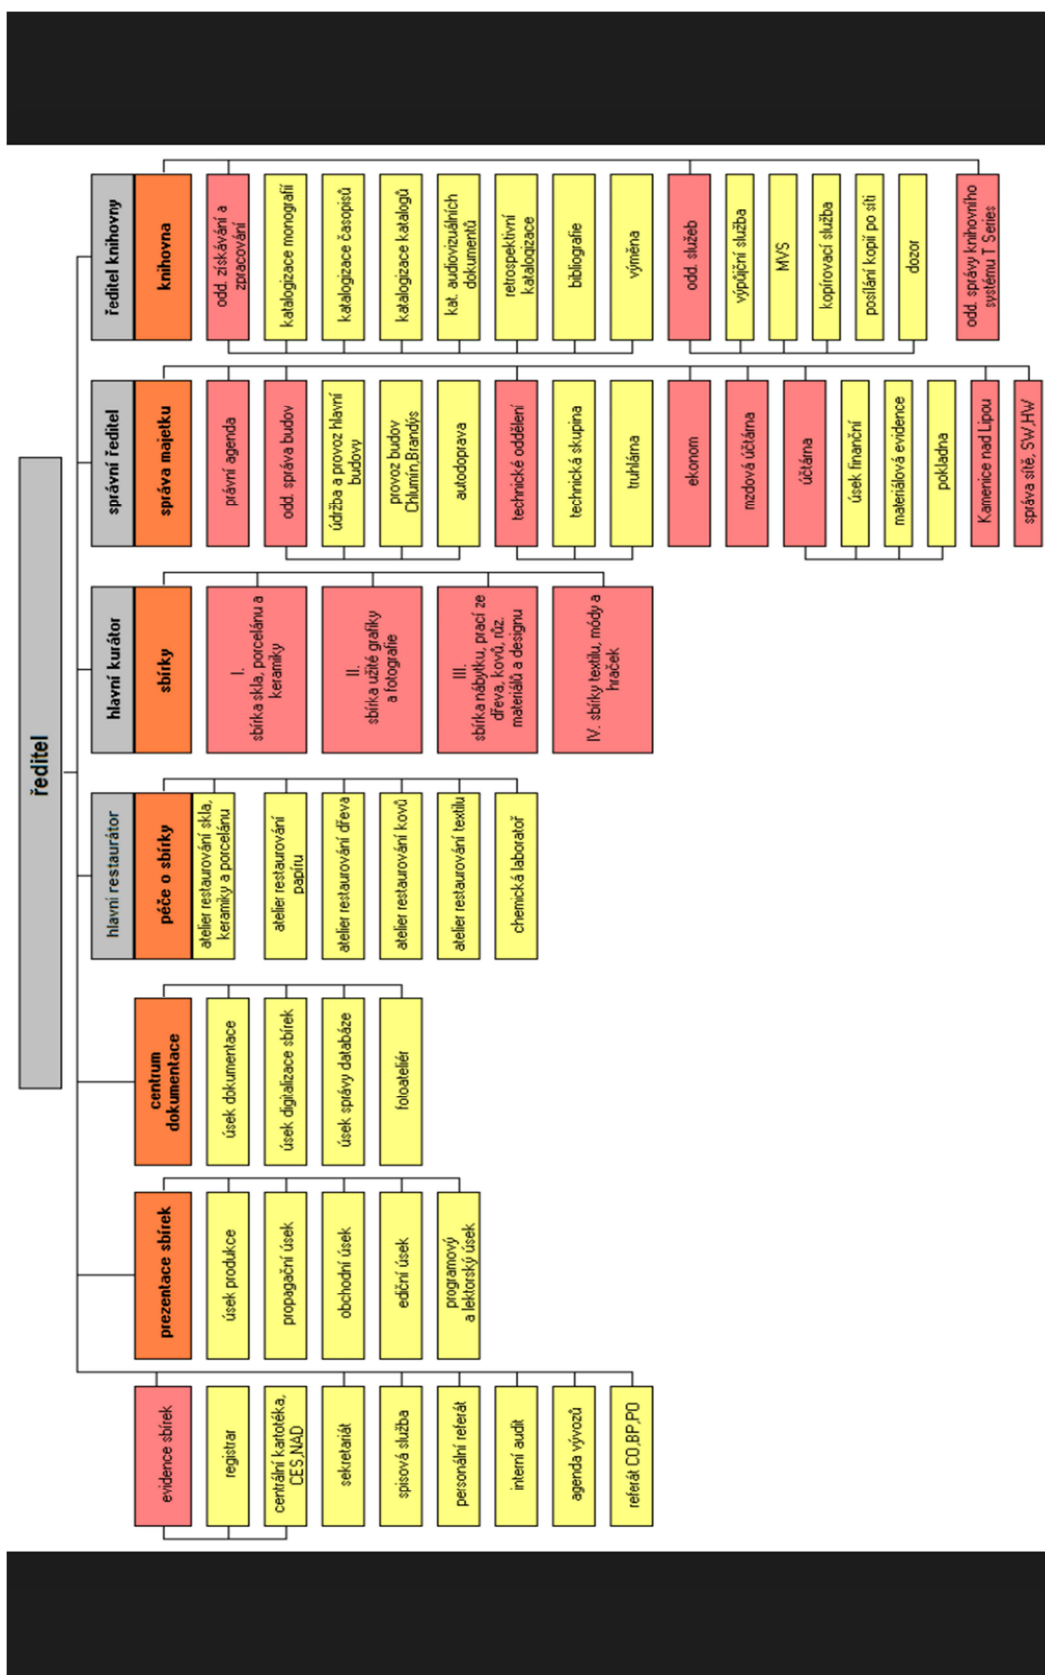 ředitel
evidence sbírek
registrar
centrální kartotéka,
CES,NAD
sekretariát
spisová služba
personální referát
interní audit
agenda vývozů
referát CO,BP,PO
prezentace sbírek
úsek produkce
propagační úsek
obchodní úsek
ediční úsek
programový
a lektorský úsek
centrum
dokumentace
úsek dokumentace
úsek digitalizace sbírek
úsek správy databáze
fotoateliér
hlavní restaurátor
péče o sbírky
atelier restaurování skla,
keramiky a porcelánu
atelier restaurování
papíru
atelier restaurování dřeva
atelier restaurování kovů
atelier restaurování textilu
chemická laboratoř
hlavní kurátor
sbírky
I.
sbírka skla, porcelánu a
keramiky
II.
sbírka užité grafiky
a fotografie
III.
sbírka nábytku, prací ze
dřeva, kovů, růz.
materiálů a designu
IV. sbírky textilu, módy a
hraček
správní ředitel
správa majetku
právní agenda
odd. správa budov
údržba a provoz hlavní
budovy
provoz budov
Chlumín,Brandýs
autodoprava
technické oddělení
technická skupina
truhlárna
ekonom
mzdová účtárna
účtárna
úsek finanční
materiálová evidence
pokladna
Kamenice nad Lipou
správa sítě, SW,HW
ředitel knihovny
knihovna
odd. získávání a
zpracování
katalogizace monografií
katalogizace časopisů
katalogizace katalogů
kat. audiovizuálních
dokumentů
retrospektivní
katalogizace
bibliografie
výměna
odd. služeb
výpůjční služba
MVS
kopírovací služba
posílání kopií po síti
dozor
odd. správy knihovního
systému T Series